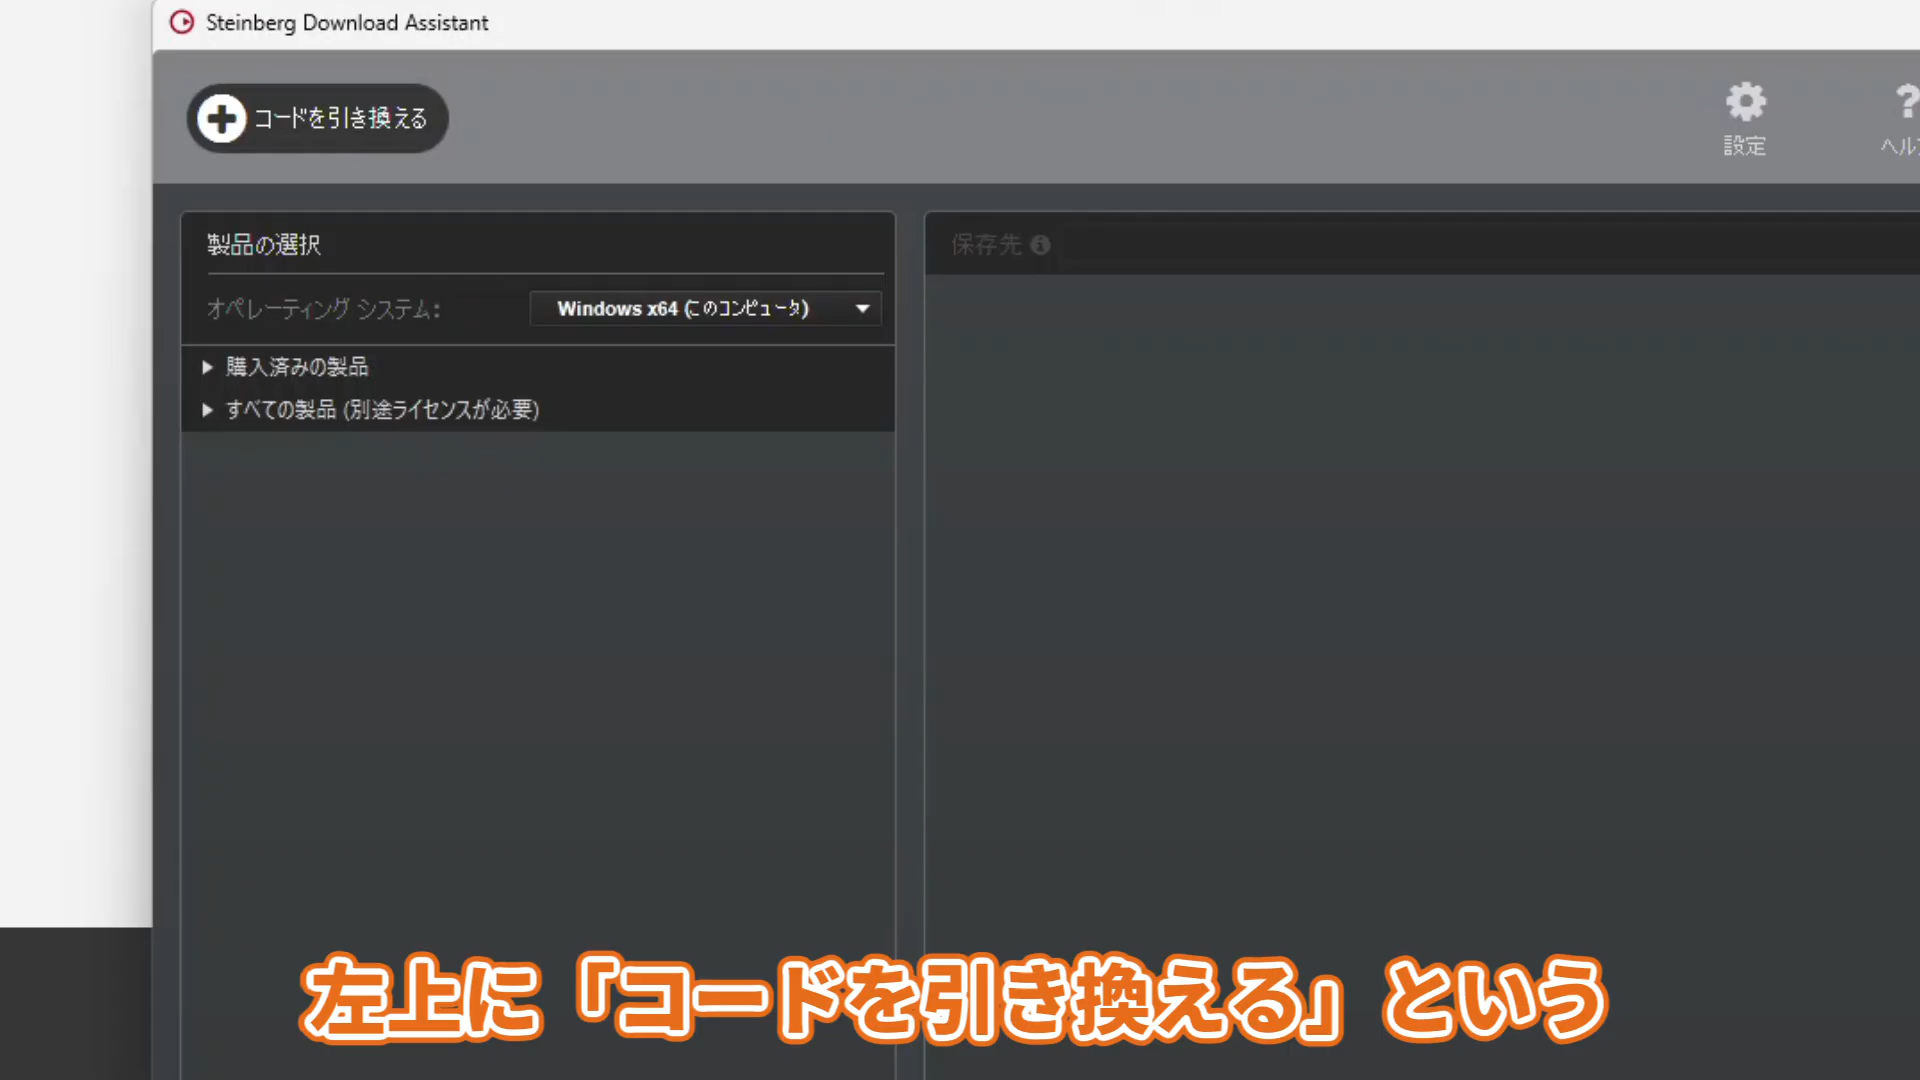 Steinberg Download Assistant
コードを引き換える
設定
?
ヘル
製品の選択
保存先
オペレーティング システム:
Windows x64 (このコンピュータ)
購入済みの製品
すべての製品 (別途ライセンスが必要)
左上に「コードを引き換える」という